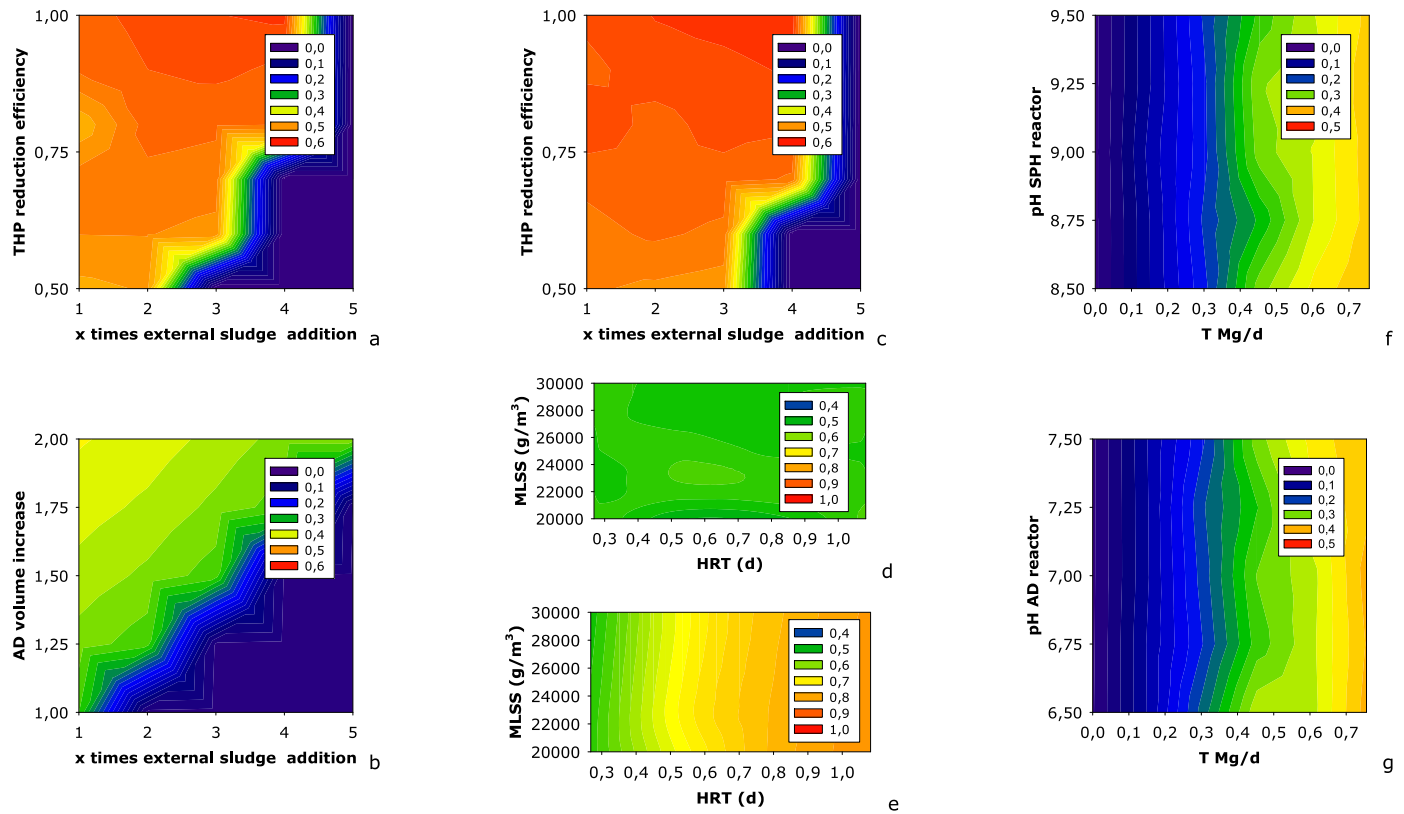 THP reduction efficiency
1,00
0,75
0,50
1 2 3 4 5
x times external sludge addition
0,0
0,1
0,2
0,3
0,4
0,5
0,6
a
THP reduction efficiency
1,00
0,75
0,50
1 2 3 4 5
x times external sludge addition
0,0
0,1
0,2
0,3
0,4
0,5
0,6
c
pH SPH reactor
9,50
9,25
9,00
8,75
8,50
0,0 0,1 0,2 0,3 0,4 0,5 0,6 0,7
T Mg/d
0,0
0,1
0,2
0,3
0,4
0,5
f
AD volume increase
2,00
1,75
1,50
1,25
1,00
1 2 3 4 5
x times external sludge addition
0,0
0,1
0,2
0,3
0,4
0,5
0,6
b
MLSS (g/m³)
30000
28000
26000
24000
22000
20000
0,3 0,4 0,5 0,6 0,7 0,8 0,9 1,0
HRT (d)
0,4
0,5
0,6
0,7
0,8
0,9
1,0
d
MLSS (g/m³)
30000
28000
26000
24000
22000
20000
0,3 0,4 0,5 0,6 0,7 0,8 0,9 1,0
HRT (d)
0,4
0,5
0,6
0,7
0,8
0,9
1,0
e
pH AD reactor
7,50
7,25
7,00
6,75
6,50
0,0 0,1 0,2 0,3 0,4 0,5 0,6 0,7
T Mg/d
0,0
0,1
0,2
0,3
0,4
0,5
g